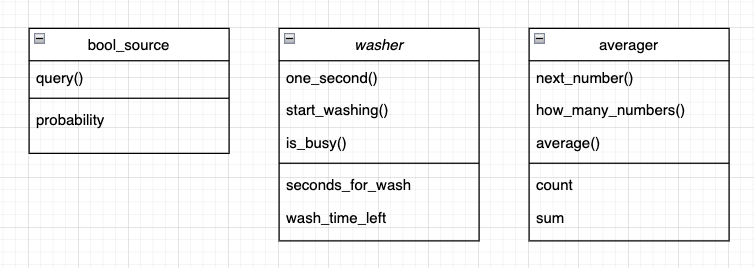 bool_source
query()
probability
washer
one_second()
start_washing()
is_busy()
seconds_for_wash
wash_time_left
averager
next_number()
how_many_numbers()
average()
count
sum